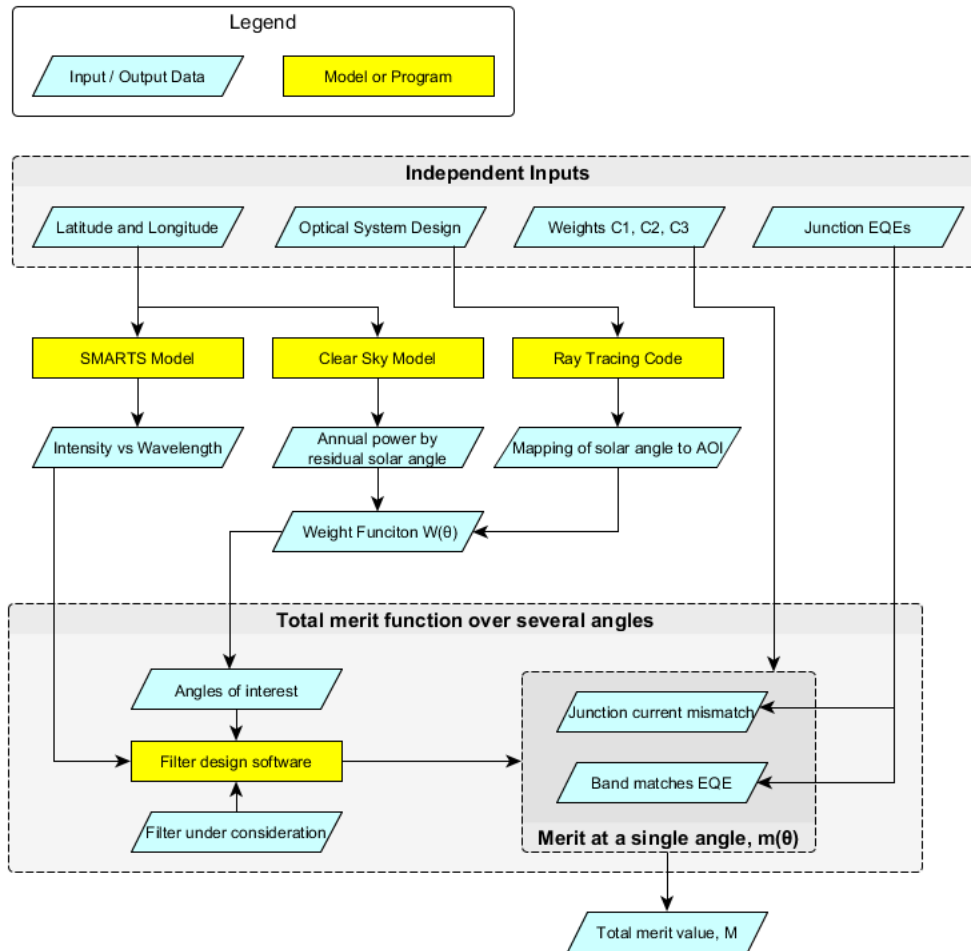 Legend
Input / Output Data
Model or Program
Independent Inputs
Latitude and Longitude
Optical System Design
Weights C1, C2, C3
Junction EQEs
SMARTS Model
Clear Sky Model
Ray Tracing Code
Intensity vs Wavelength
Annual power by
residual solar angle
Mapping of solar angle to AOI
Weight Funciton W(θ)
Total merit function over several angles
Angles of interest
Junction current mismatch
Filter design software
Band matches EQE
Filter under consideration
Merit at a single angle, m(θ)
Total merit value, M